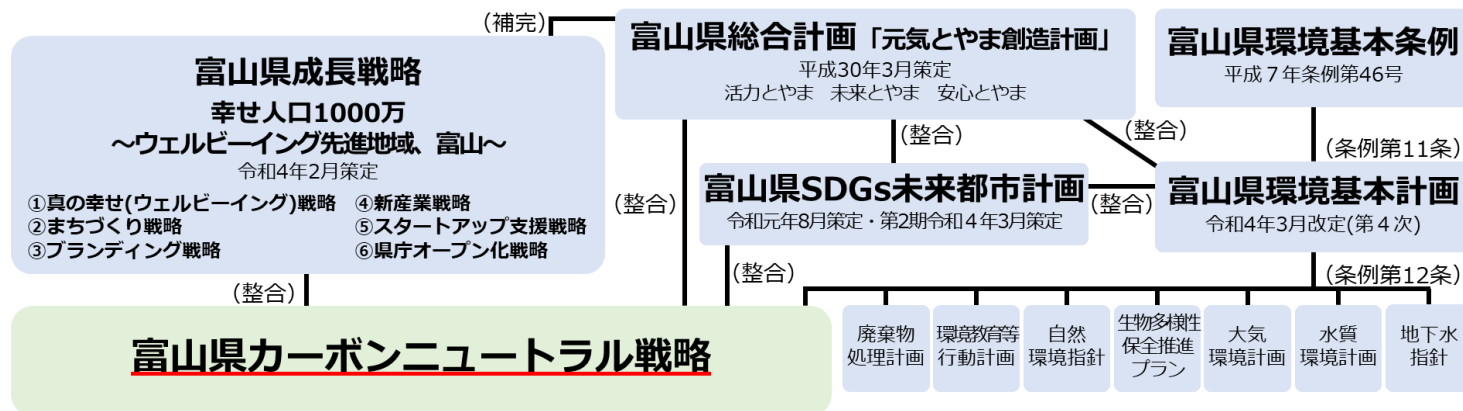 (補完)
富山県成長戦略
幸せ人口1000万
～ウェルビーイング先進地域、富山～
令和4年2月策定
①真の幸せ(ウェルビーイング)戦略
②まちづくり戦略
③ブランディング戦略
④新産業戦略
⑤スタートアップ支援戦略
⑥県庁オープン化戦略
富山県総合計画「元気とやま創造計画」
平成30年3月策定
活力とやま　未来とやま　安心とやま
富山県環境基本条例
平成７年条例第46号
(整合)
(整合)
(条例第11条)
(整合)
富山県SDGs未来都市計画
令和元年8月策定・第2期令和４年3月策定
(整合)
富山県環境基本計画
令和4年3月改定(第４次)
(整合)
(整合)
(条例第12条)
富山県カーボンニュートラル戦略
廃棄物
処理計画
環境教育等
行動計画
自然
環境指針
生物多様性
保全推進
プラン
大気
環境計画
水質
環境計画
地下水
指針